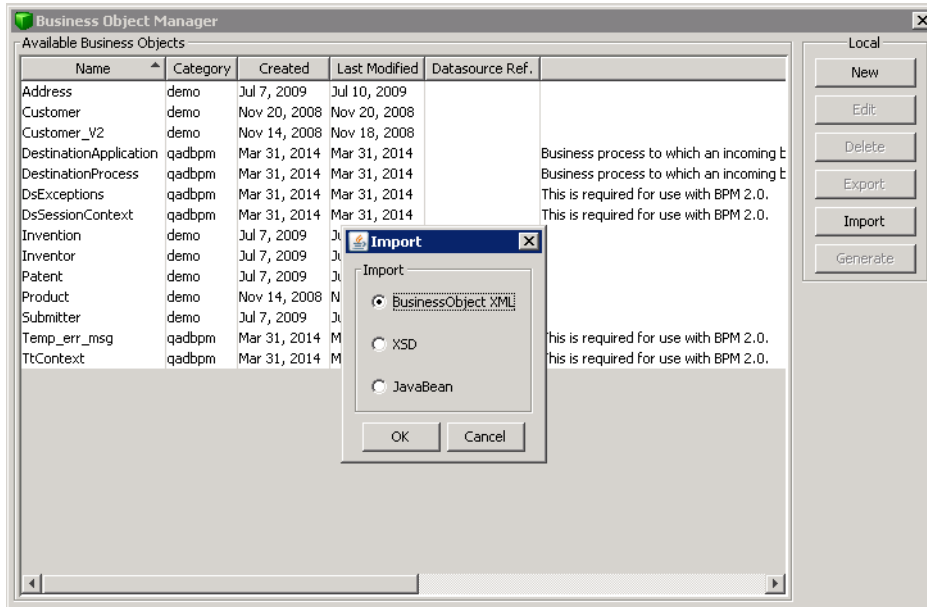 Business Object Manager
Available Business Objects
Local
Name Category Created Last Modified Datasource Ref.
New
Address demo Jul 7, 2009 Jul 10, 2009
Customer demo Nov 20, 2008 Nov 20, 2008
Edit
Customer_V2 demo Nov 14, 2008 Nov 18, 2008
DestinationApplication qadbpm Mar 31, 2014 Mar 31, 2014 Business process to which an incoming
Delete
DestinationProcess qadbpm Mar 31, 2014 Mar 31, 2014 Business process to which an incoming
DsExceptions qadbpm Mar 31, 2014 Mar 31, 2014 This is required for use with BPM 2.0.
Export
DsSessionContext qadbpm Mar 31, 2014 Mar 31, 2014 This is required for use with BPM 2.0.
Import
Invention demo Jul 7, 2009
Inventor demo Jul 7, 2009
Generate
Patent demo Jul 7, 2009
Product demo Nov 14, 2008
Submitter demo Jul 7, 2009
Temp_err_msg qadbpm Mar 31, 2014 This is required for use with BPM 2.0.
TtContext qadbpm Mar 31, 2014 This is required for use with BPM 2.0.
Import
Import
BusinessObject XML
XSD
JavaBean
OK Cancel